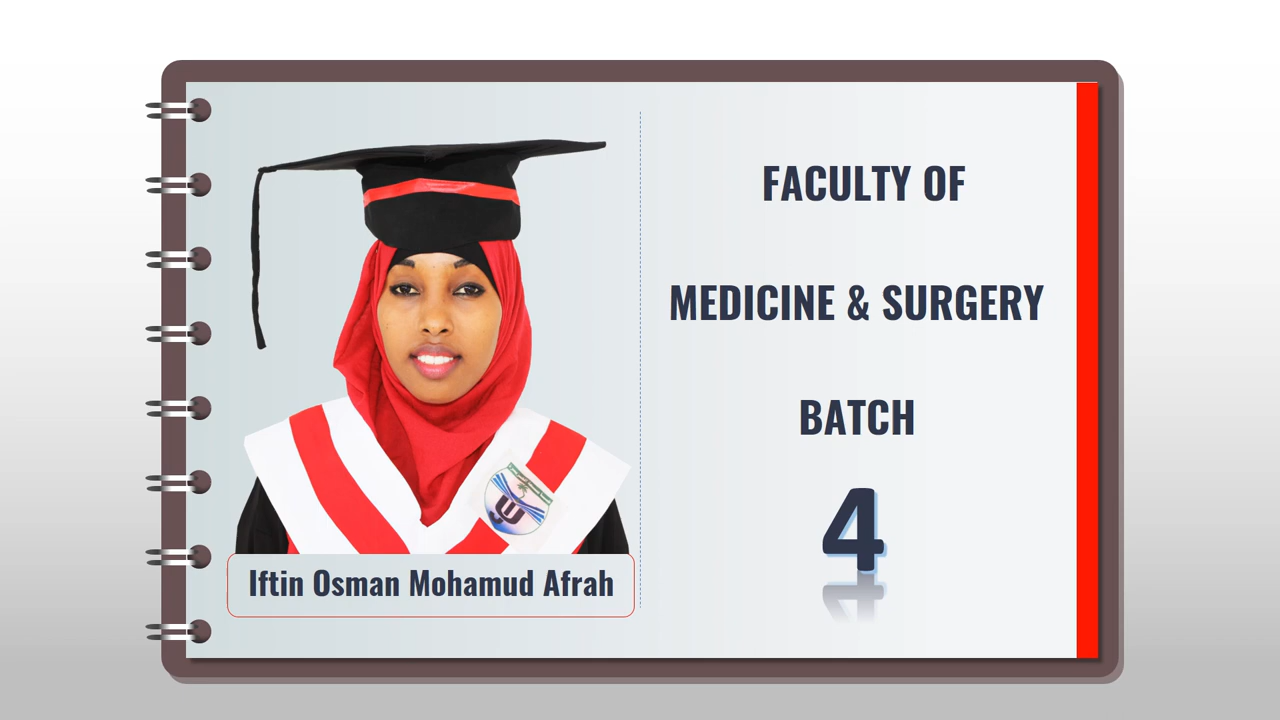 FACULTY OF
MEDICINE & SURGERY
BATCH
4
Iftin Osman Mohamud Afrah